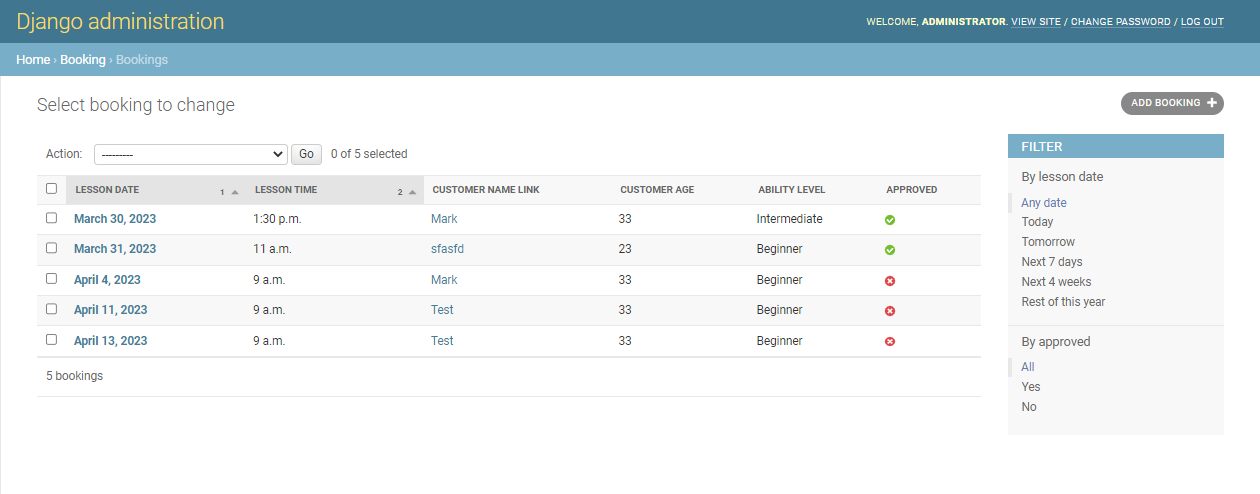 Django administration
WELCOME, ADMINISTRATOR. VIEW SITE / CHANGE PASSWORD / LOG OUT
Home › Booking › Bookings
Select booking to change
ADD BOOKING +
Action: --------- Go 0 of 5 selected
LESSON DATE 1 LESSON TIME 2 CUSTOMER NAME LINK CUSTOMER AGE ABILITY LEVEL APPROVED
March 30, 2023 1:30 p.m. Mark 33 Intermediate
March 31, 2023 11 a.m. sfasfd 23 Beginner
April 4, 2023 9 a.m. Mark 33 Beginner
April 11, 2023 9 a.m. Test 33 Beginner
April 13, 2023 9 a.m. Test 33 Beginner
5 bookings
FILTER
By lesson date
Any date
Today
Tomorrow
Next 7 days
Next 4 weeks
Rest of this year
By approved
All
Yes
No